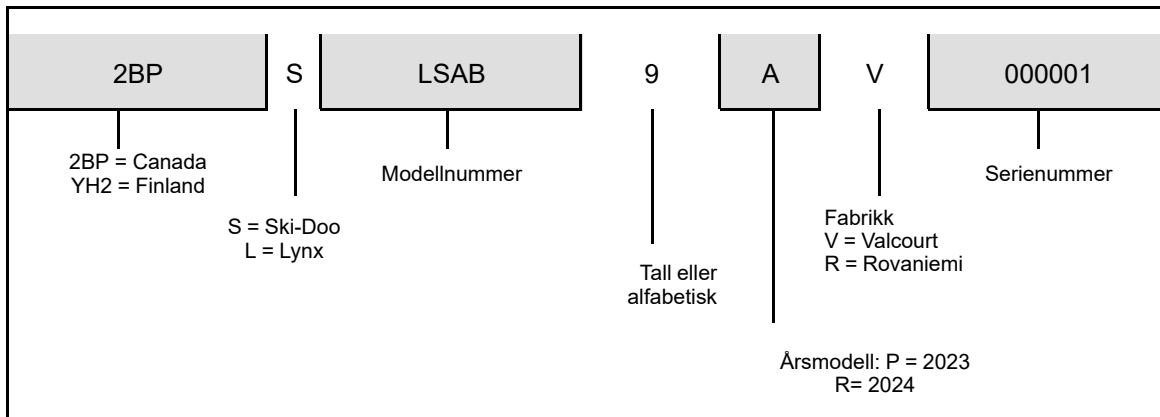 2BP S LSAB 9 A V 000001
2BP = Canada
YH2 = Finland
Modellnummer
Serienummer
S = Ski-Doo
L = Lynx
Fabrikk
V = Valcourt
R = Rovaniemi
Tall eller
alfabetisk
Årsmodell: P = 2023
R= 2024